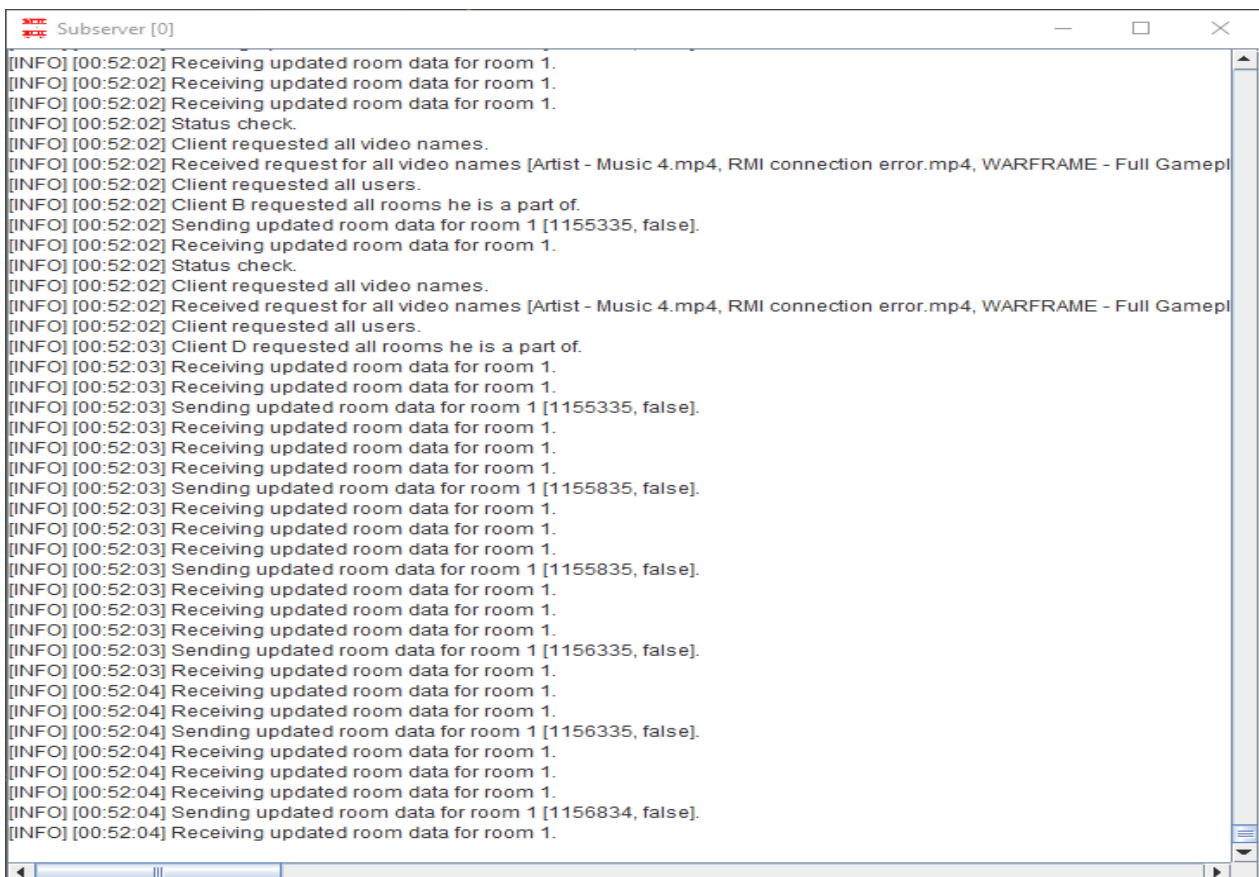 Subserver [0]
[INFO] [00:52:02] Receiving updated room data for room 1.
[INFO] [00:52:02] Receiving updated room data for room 1.
[INFO] [00:52:02] Receiving updated room data for room 1.
[INFO] [00:52:02] Status check.
[INFO] [00:52:02] Client requested all video names.
[INFO] [00:52:02] Received request for all video names [Artist - Music 4.mp4, RMI connection error.mp4, WARFRAME - Full Gamepl
[INFO] [00:52:02] Client requested all users.
[INFO] [00:52:02] Client B requested all rooms he is a part of.
[INFO] [00:52:02] Sending updated room data for room 1 [1155335, false].
[INFO] [00:52:02] Receiving updated room data for room 1.
[INFO] [00:52:02] Status check.
[INFO] [00:52:02] Client requested all video names.
[INFO] [00:52:02] Received request for all video names [Artist - Music 4.mp4, RMI connection error.mp4, WARFRAME - Full Gamepl
[INFO] [00:52:02] Client requested all users.
[INFO] [00:52:03] Client D requested all rooms he is a part of.
[INFO] [00:52:03] Receiving updated room data for room 1.
[INFO] [00:52:03] Receiving updated room data for room 1.
[INFO] [00:52:03] Sending updated room data for room 1 [1155335, false].
[INFO] [00:52:03] Receiving updated room data for room 1.
[INFO] [00:52:03] Receiving updated room data for room 1.
[INFO] [00:52:03] Receiving updated room data for room 1.
[INFO] [00:52:03] Sending updated room data for room 1 [1155835, false].
[INFO] [00:52:03] Receiving updated room data for room 1.
[INFO] [00:52:03] Receiving updated room data for room 1.
[INFO] [00:52:03] Receiving updated room data for room 1.
[INFO] [00:52:03] Sending updated room data for room 1 [1155835, false].
[INFO] [00:52:03] Receiving updated room data for room 1.
[INFO] [00:52:03] Receiving updated room data for room 1.
[INFO] [00:52:03] Receiving updated room data for room 1.
[INFO] [00:52:03] Sending updated room data for room 1 [1156335, false].
[INFO] [00:52:03] Receiving updated room data for room 1.
[INFO] [00:52:04] Receiving updated room data for room 1.
[INFO] [00:52:04] Receiving updated room data for room 1.
[INFO] [00:52:04] Sending updated room data for room 1 [1156335, false].
[INFO] [00:52:04] Receiving updated room data for room 1.
[INFO] [00:52:04] Receiving updated room data for room 1.
[INFO] [00:52:04] Receiving updated room data for room 1.
[INFO] [00:52:04] Sending updated room data for room 1 [1156834, false].
[INFO] [00:52:04] Receiving updated room data for room 1.